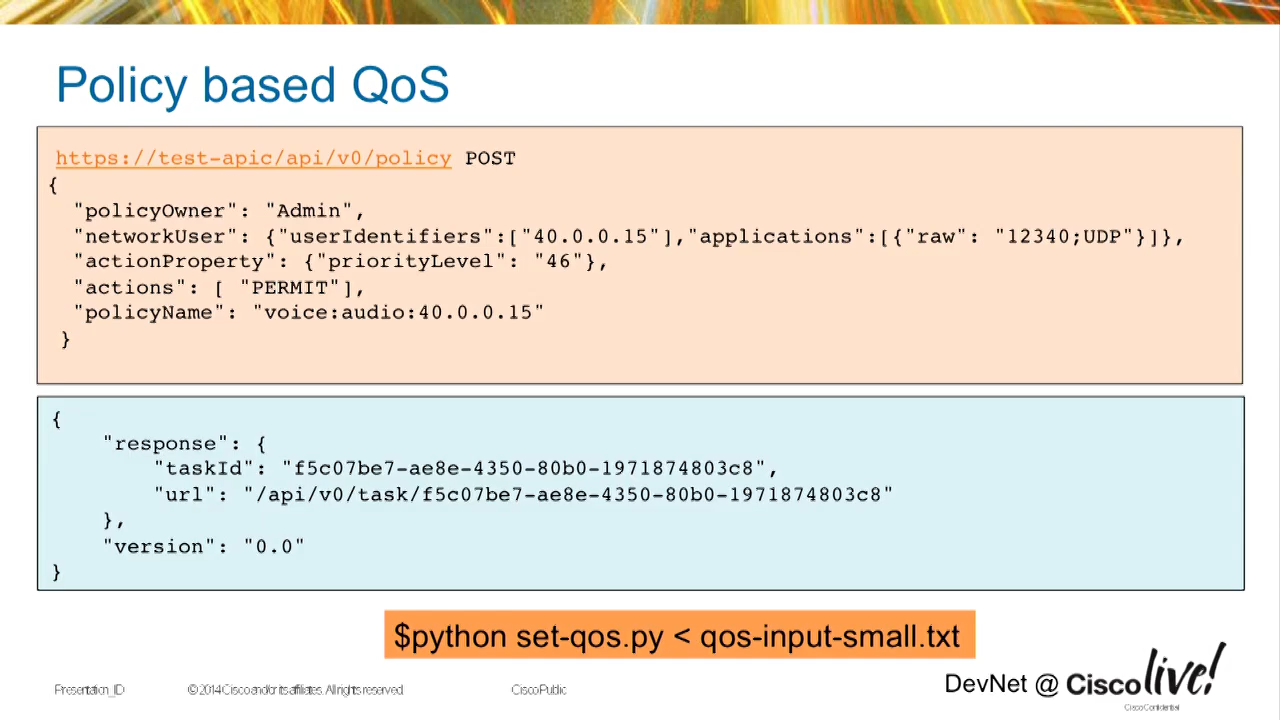 Policy based QoS
https://test-apic/api/v0/policy POST
{
"policyOwner": "Admin",
"networkUser": {"userIdentifiers":["40.0.0.15"],"applications":[{"raw": "12340;UDP"}]},
"actionProperty": {"priorityLevel": "46"},
"actions": [ "PERMIT"],
"policyName": "voice:audio:40.0.0.15"
}
{
"response": {
"taskId": "f5c07be7-ae8e-4350-80b0-1971874803c8",
"url": "/api/v0/task/f5c07be7-ae8e-4350-80b0-1971874803c8"
},
"version": "0.0"
}
$python set-qos.py < qos-input-small.txt
Presentation_ID © 2014 Cisco and/or its affiliates. All rights reserved. Cisco Public DevNet @ Cisco live!
Cisco Confidential